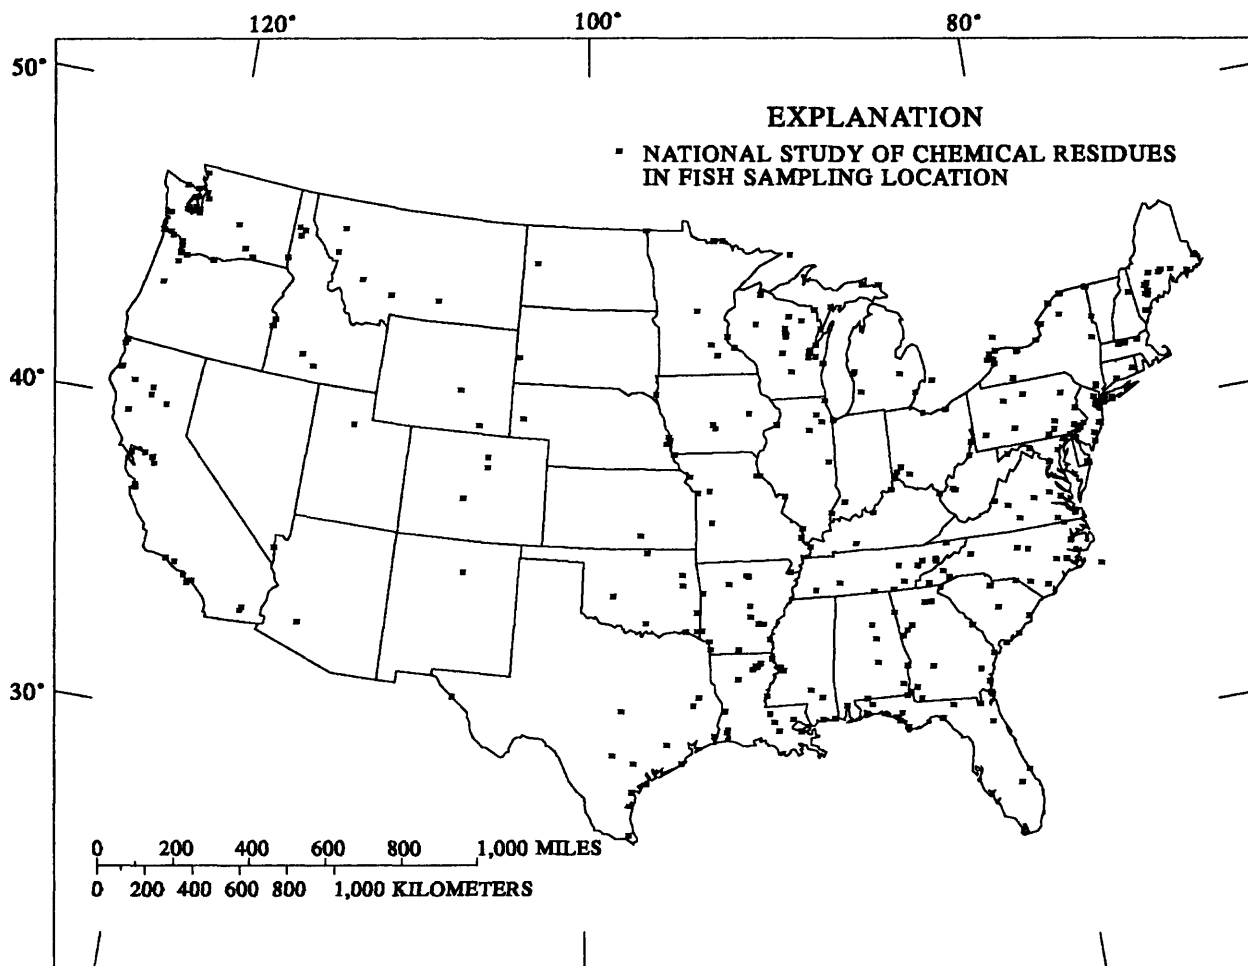 120° 100° 80°
50°
EXPLANATION
NATIONAL STUDY OF CHEMICAL RESIDUES
IN FISH SAMPLING LOCATION
40°
30°
0 200 400 600 800 1,000 MILES
0 200 400 600 800 1,000 KILOMETERS